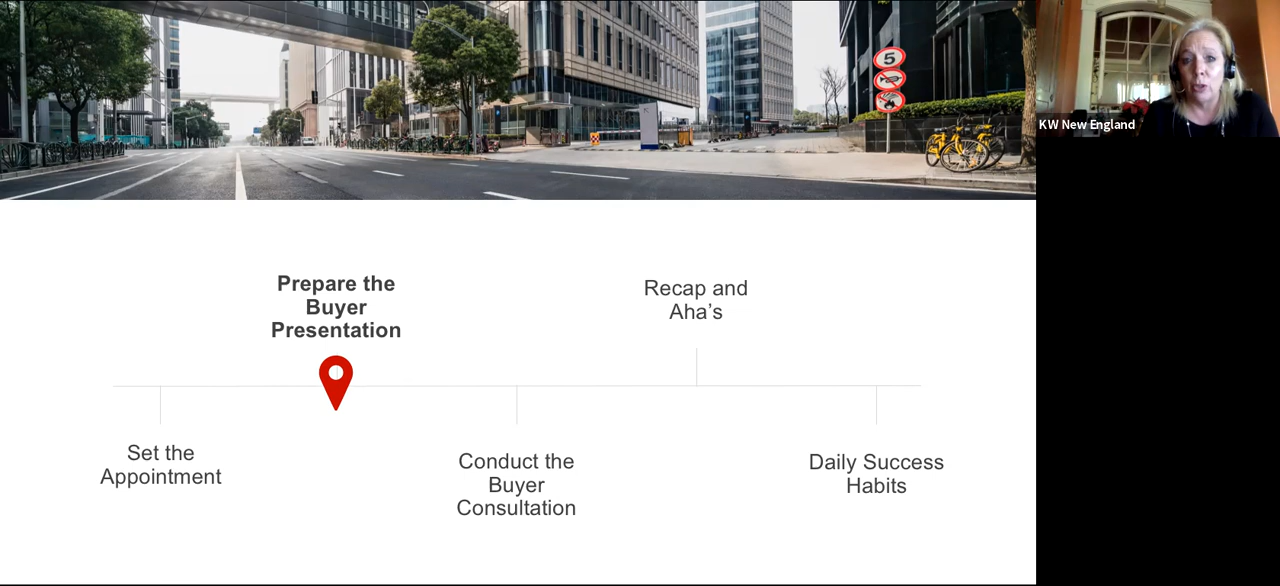 5
KW New England
Prepare the
Buyer
Presentation
Recap and
Aha’s
Set the
Appointment
Conduct the
Buyer
Consultation
Daily Success
Habits